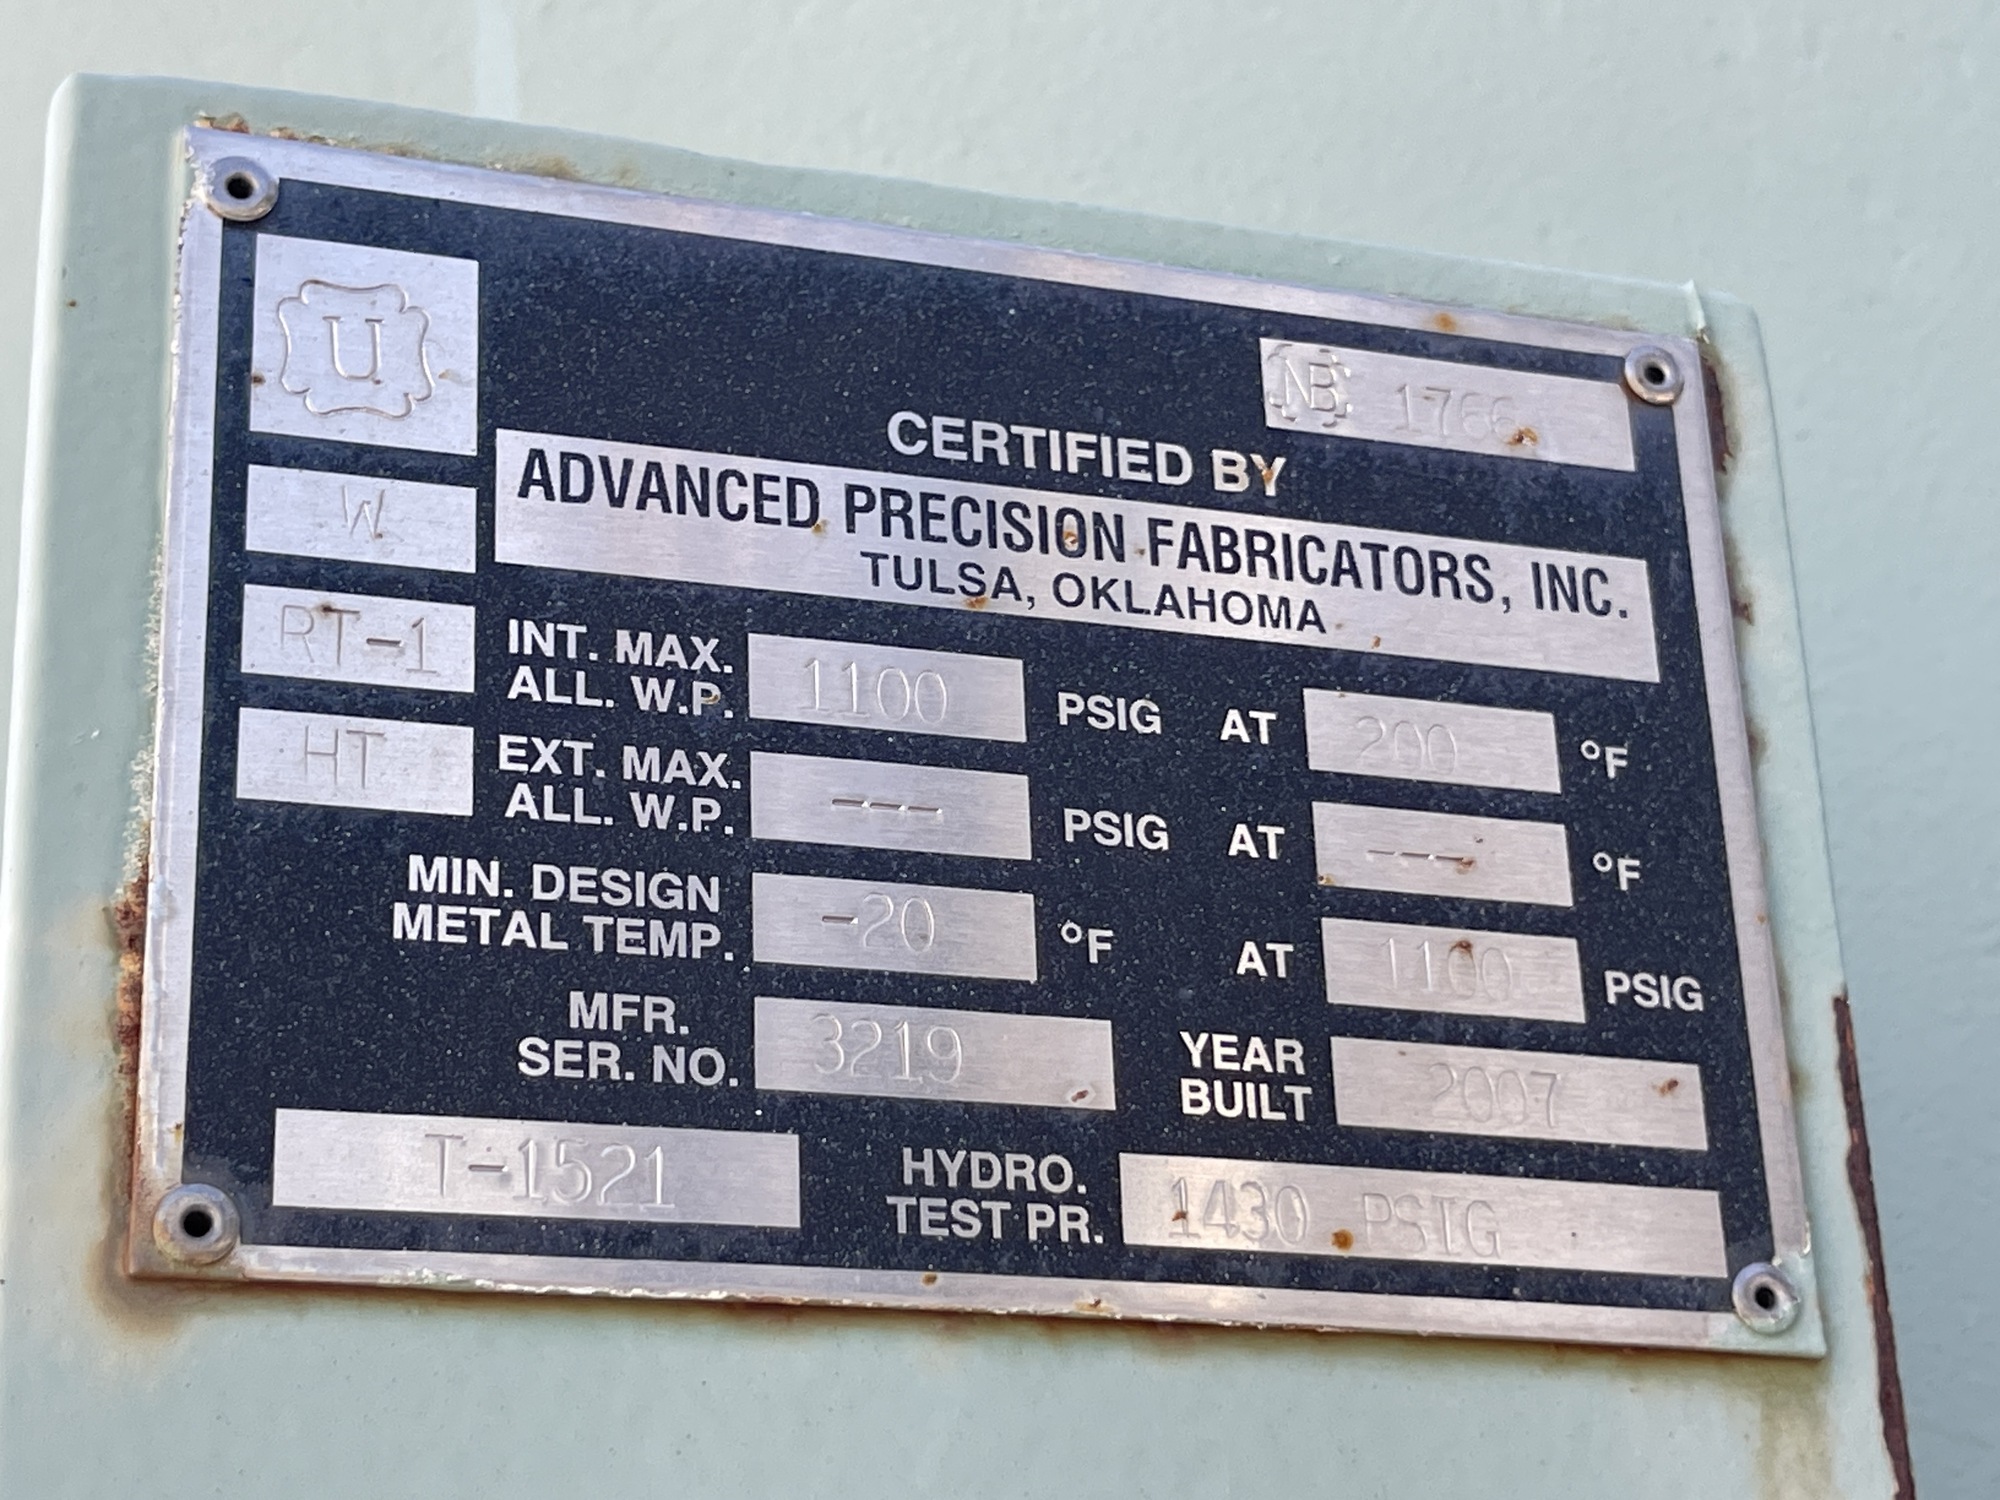 U
NB 1766
CERTIFIED BY
ADVANCED PRECISION FABRICATORS, INC.
TULSA, OKLAHOMA
W
RT-1
HT
INT. MAX.
ALL. W.P. 1100 PSIG AT 200 °F
EXT. MAX.
ALL. W.P. --- PSIG AT --- °F
MIN. DESIGN
METAL TEMP. -20 °F AT 1100 PSIG
MFR.
SER. NO. 3219
YEAR
BUILT 2007
T-1521
HYDRO.
TEST PR. 1430 PSIG